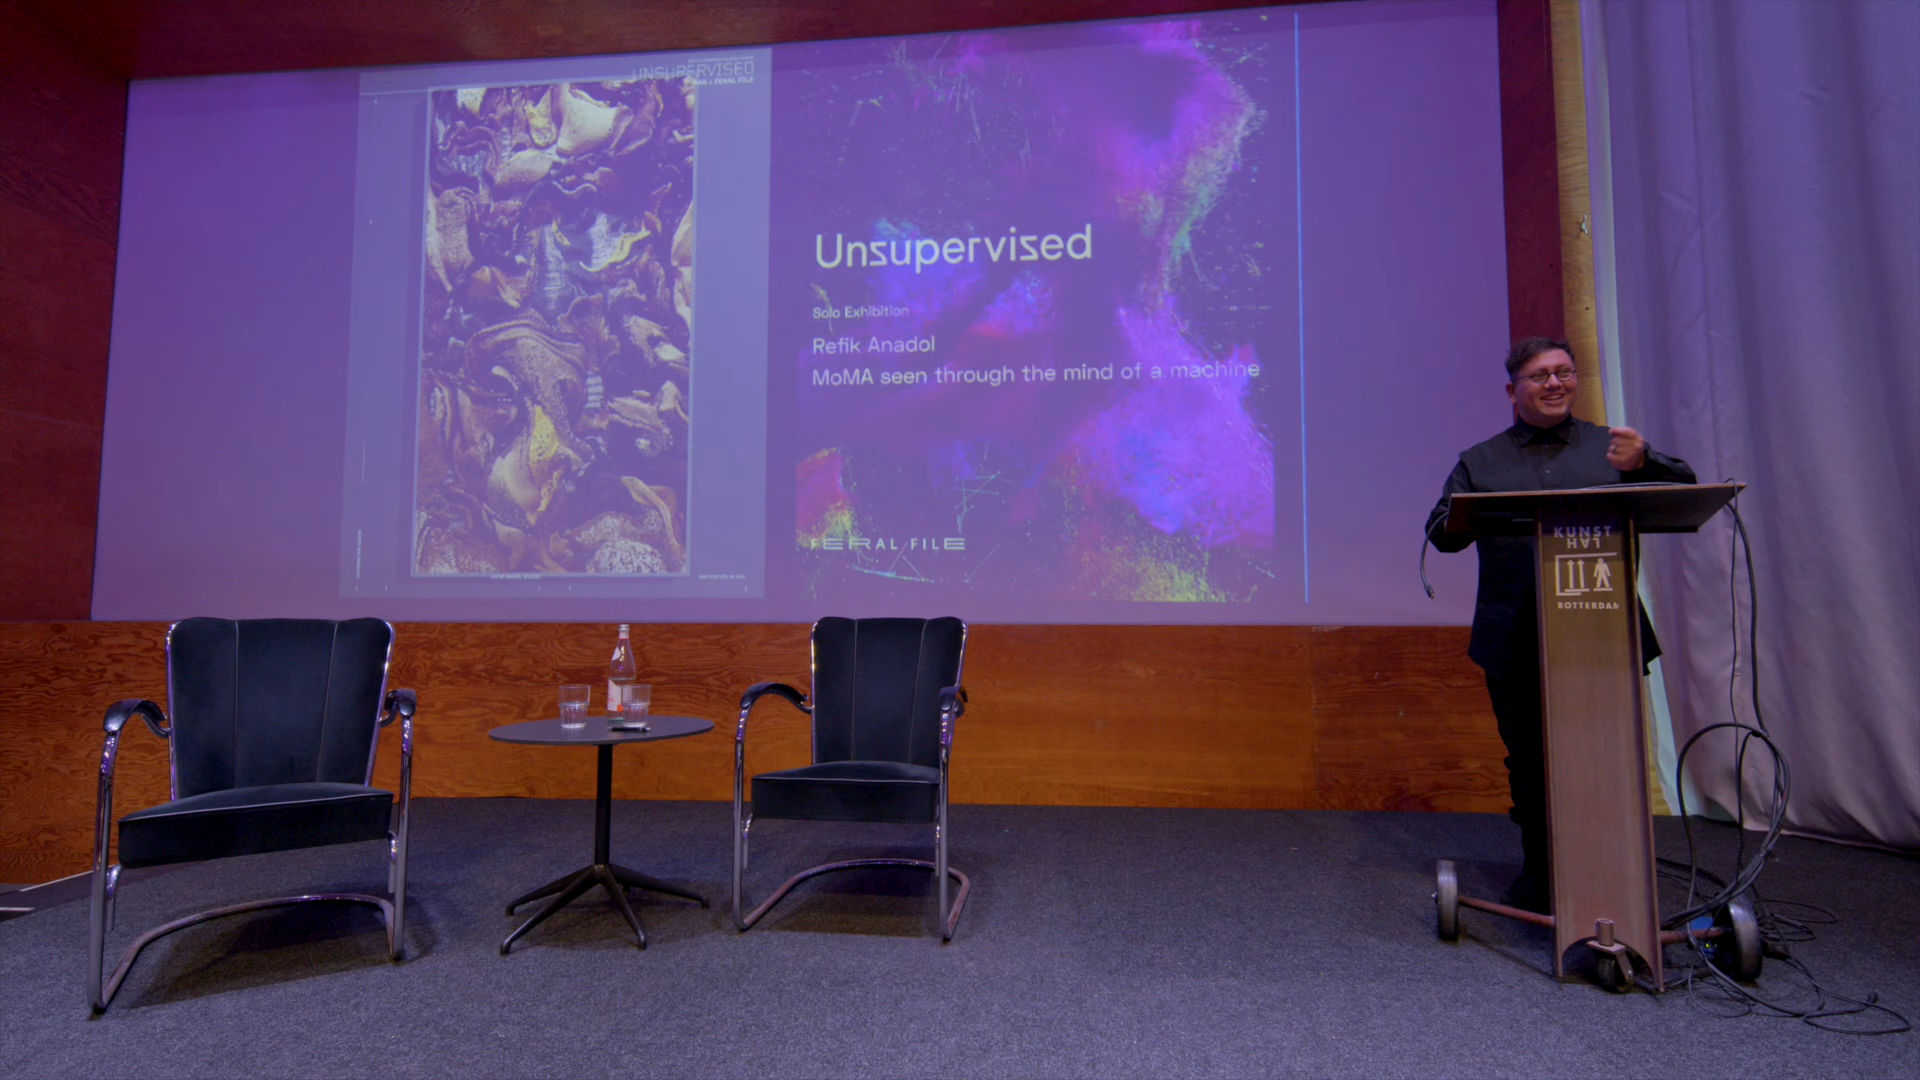 UNSUPERVISED
Unsupervised
Solo Exhibition
Refik Anadol
MoMA seen through the mind of a machine
FERAL FILE
KUNST
HAL
ROTTERDAM